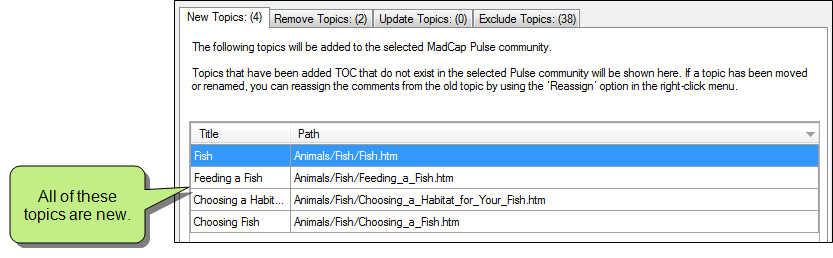 New Topics: (4) Remove Topics: (2) Update Topics: (0) Exclude Topics: (38)
The following topics will be added to the selected MadCap Pulse community.
Topics that have been added TOC that do not exist in the selected Pulse community will be shown here. If a topic has been moved
or renamed, you can reassign the comments from the old topic by using the 'Reassign' option in the right-click menu.
Title Path
Fish Animals/Fish/Fish.htm
Feeding a Fish Animals/Fish/Feeding_a_Fish.htm
Choosing a Habit... Animals/Fish/Choosing_a_Habitat_for_Your_Fish.htm
Choosing Fish Animals/Fish/Choosing_a_Fish.htm
All of these
topics are new.